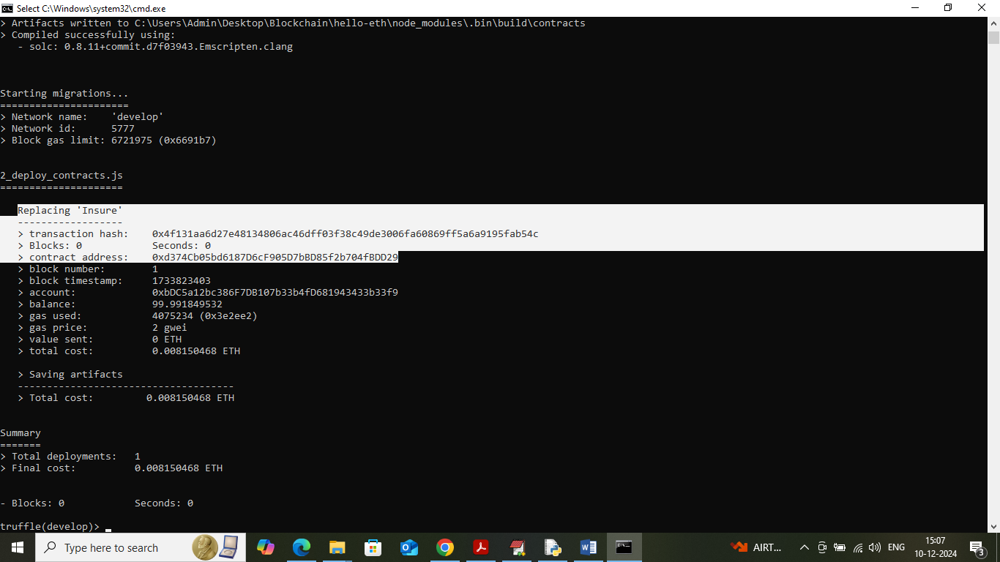 Select C:\Windows\system32\cmd.exe
> Artifacts written to C:\Users\Admin\Desktop\Blockchain\hello-eth\node_modules\.bin\build\contracts
> Compiled successfully using:
   - solc: 0.8.11+commit.d7f03943.Emscripten.clang
Starting migrations...
======================
> Network name:    'develop'
> Network id:      5777
> Block gas limit: 6721975 (0x6691b7)
2_deploy_contracts.js
=====================
   Replacing 'Insure'
   ------------------
   > transaction hash:    0x4f131aa6d27e48134806ac46dff03f38c49de3006fa60869ff5a6a9195fab54c
   > Blocks: 0            Seconds: 0
   > contract address:    0xd374Cb05bd6187D6cF905D7bBD85f2b704fBDD29
   > block number:        1
   > block timestamp:     1733823403
   > account:             0xbDC5a12bc386F7DB107b33b4fD681943433b33f9
   > balance:             99.991849532
   > gas used:            4075234 (0x3e2ee2)
   > gas price:           2 gwei
   > value sent:          0 ETH
   > total cost:          0.008150468 ETH
   > Saving artifacts
   -------------------------------------
   > Total cost:         0.008150468 ETH
Summary
=======
> Total deployments:   1
> Final cost:          0.008150468 ETH
- Blocks: 0            Seconds: 0
truffle(develop)>
Type here to search
AIRT...
ENG
15:07
10-12-2024
3